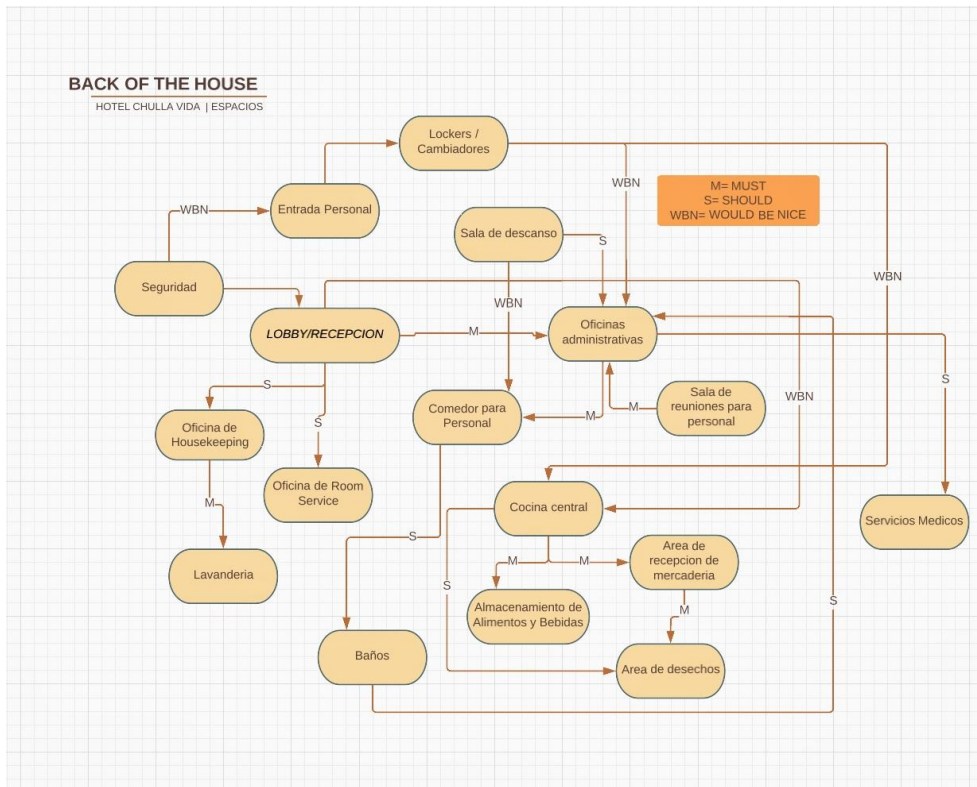 BACK OF THE HOUSE
HOTEL CHULLA VIDA | ESPACIOS
Lockers /
Cambiadores
WBN
M= MUST
S= SHOULD
WBN= WOULD BE NICE
WBN
Entrada Personal
Sala de descanso
S
WBN
Seguridad
WBN
LOBBY/RECEPCION
M
Oficinas
administrativas
S
S
Comedor para
Personal
M
M
Sala de
reuniones para
personal
WBN
S
Oficina de
Housekeeping
M
Oficina de Room
Service
Cocina central
Servicios Medicos
S
M
M
Area de
recepcion de
mercaderia
Lavanderia
S
Almacenamiento de
Alimentos y Bebidas
M
S
Baños
Area de desechos